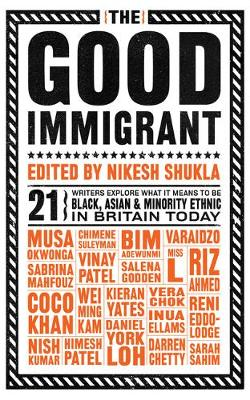 THE
GOOD
IMMIGRANT
EDITED BY NIKESH SHUKLA
21 WRITERS EXPLORE WHAT IT MEANS TO BE
BLACK, ASIAN & MINORITY ETHNIC
IN BRITAIN TODAY
MUSA
OKWONGA
CHIMENE
SULEYMAN
BIM
ADEWUNMI
VARAIDZO
SABRINA
MAHFOUZ
VINAY
PATEL
SALENA
GODDEN
MISS
L
RIZ
AHMED
COCO
KHAN
WEI
MING
KAM
KIERAN
YATES
VERA
CHOK
INUA
ELLAMS
RENI
EDDO-
LODGE
NISH
KUMAR
HIMESH
PATEL
DANIEL
YORK
LOH
DARREN
CHETTY
SARAH
SAHIM